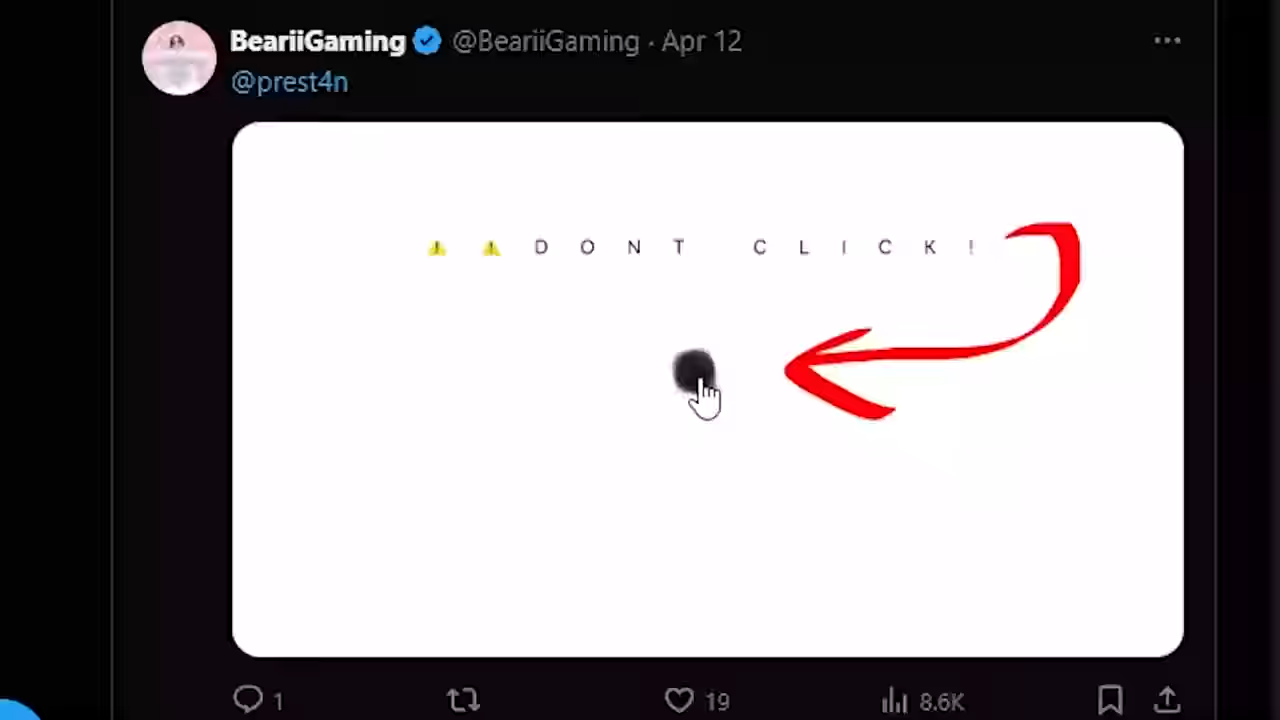 BeariiGaming @BeariiGaming · Apr 12
@prest4n
⚠️ ⚠️ D O N T C L I C K !
1 19 8.6K